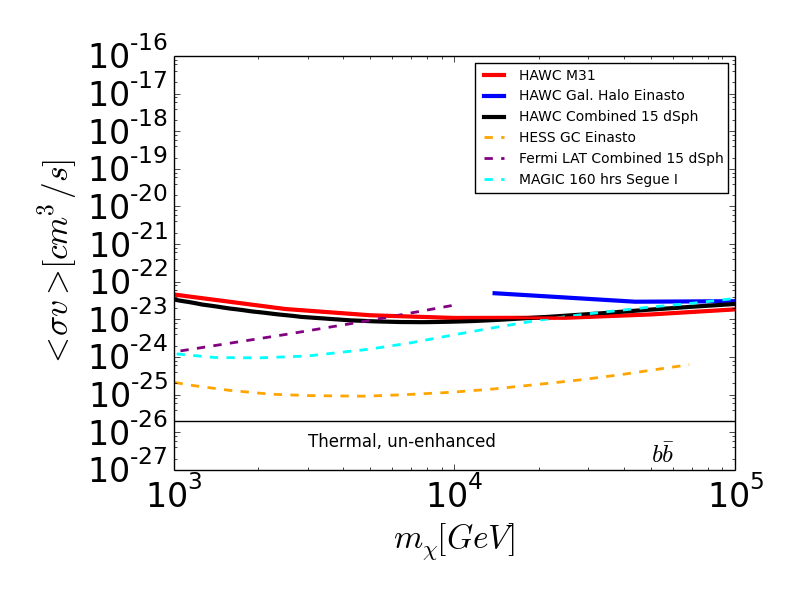 10^-16
10^-17
10^-18
10^-19
10^-20
10^-21
10^-22
10^-23
10^-24
10^-25
10^-26
10^-27
<σv>[cm^3/s]
HAWC M31
HAWC Gal. Halo Einasto
HAWC Combined 15 dSph
HESS GC Einasto
Fermi LAT Combined 15 dSph
MAGIC 160 hrs Segue I
Thermal, un-enhanced
bb̄
10^3
10^4
10^5
m_χ[GeV]